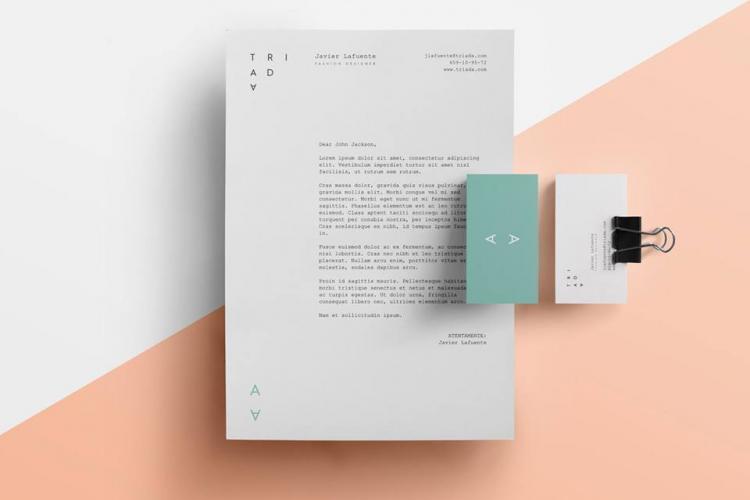 T R I
A D
∀
Javier Lafuente
FASHION DESIGNER
jlafuente@triada.com
659-10-95-72
www.triada.com
Dear John Jackson,
Lorem ipsum dolor sit amet, consectetur adipiscing
elit. Vestibulum imperdiet tortor sit amet nisl
facilisis, ut rutrum sem rutrum.
Cras massa dolor, gravida quis risus pulvinar,
gravida mollis elit. Morbi congue vel mi sed
consectetur. Morbi eget nunc ut mi fermentum
sagittis. Phasellus elementum est ac leo rutrum
euismod. Class aptent taciti sociosqu ad litora
torquent per conubia nostra, per inceptos
Cras scelerisque ex nibh, id tempus ipsum
in.
Fusce euismod dolor ac ex fermentum, ac
nisi lobortis. Cras nibh et leo tristique
placerat. Nullam arcu enim, porttitor vitae
molestie, sodales dapibus arcu.
Proin id sagittis mauris. Pellentesque
morbi tristique senectus et netus et malesuada
ac turpis egestas. Ut dolor urna, fringilla
consequat libero nec, ultrices elementum
Nam et sollicitudin ipsum.
ATENTAMENTE:
Javier Lafuente
A
∀
A A
T R I
A D
∀
Javier Lafuente